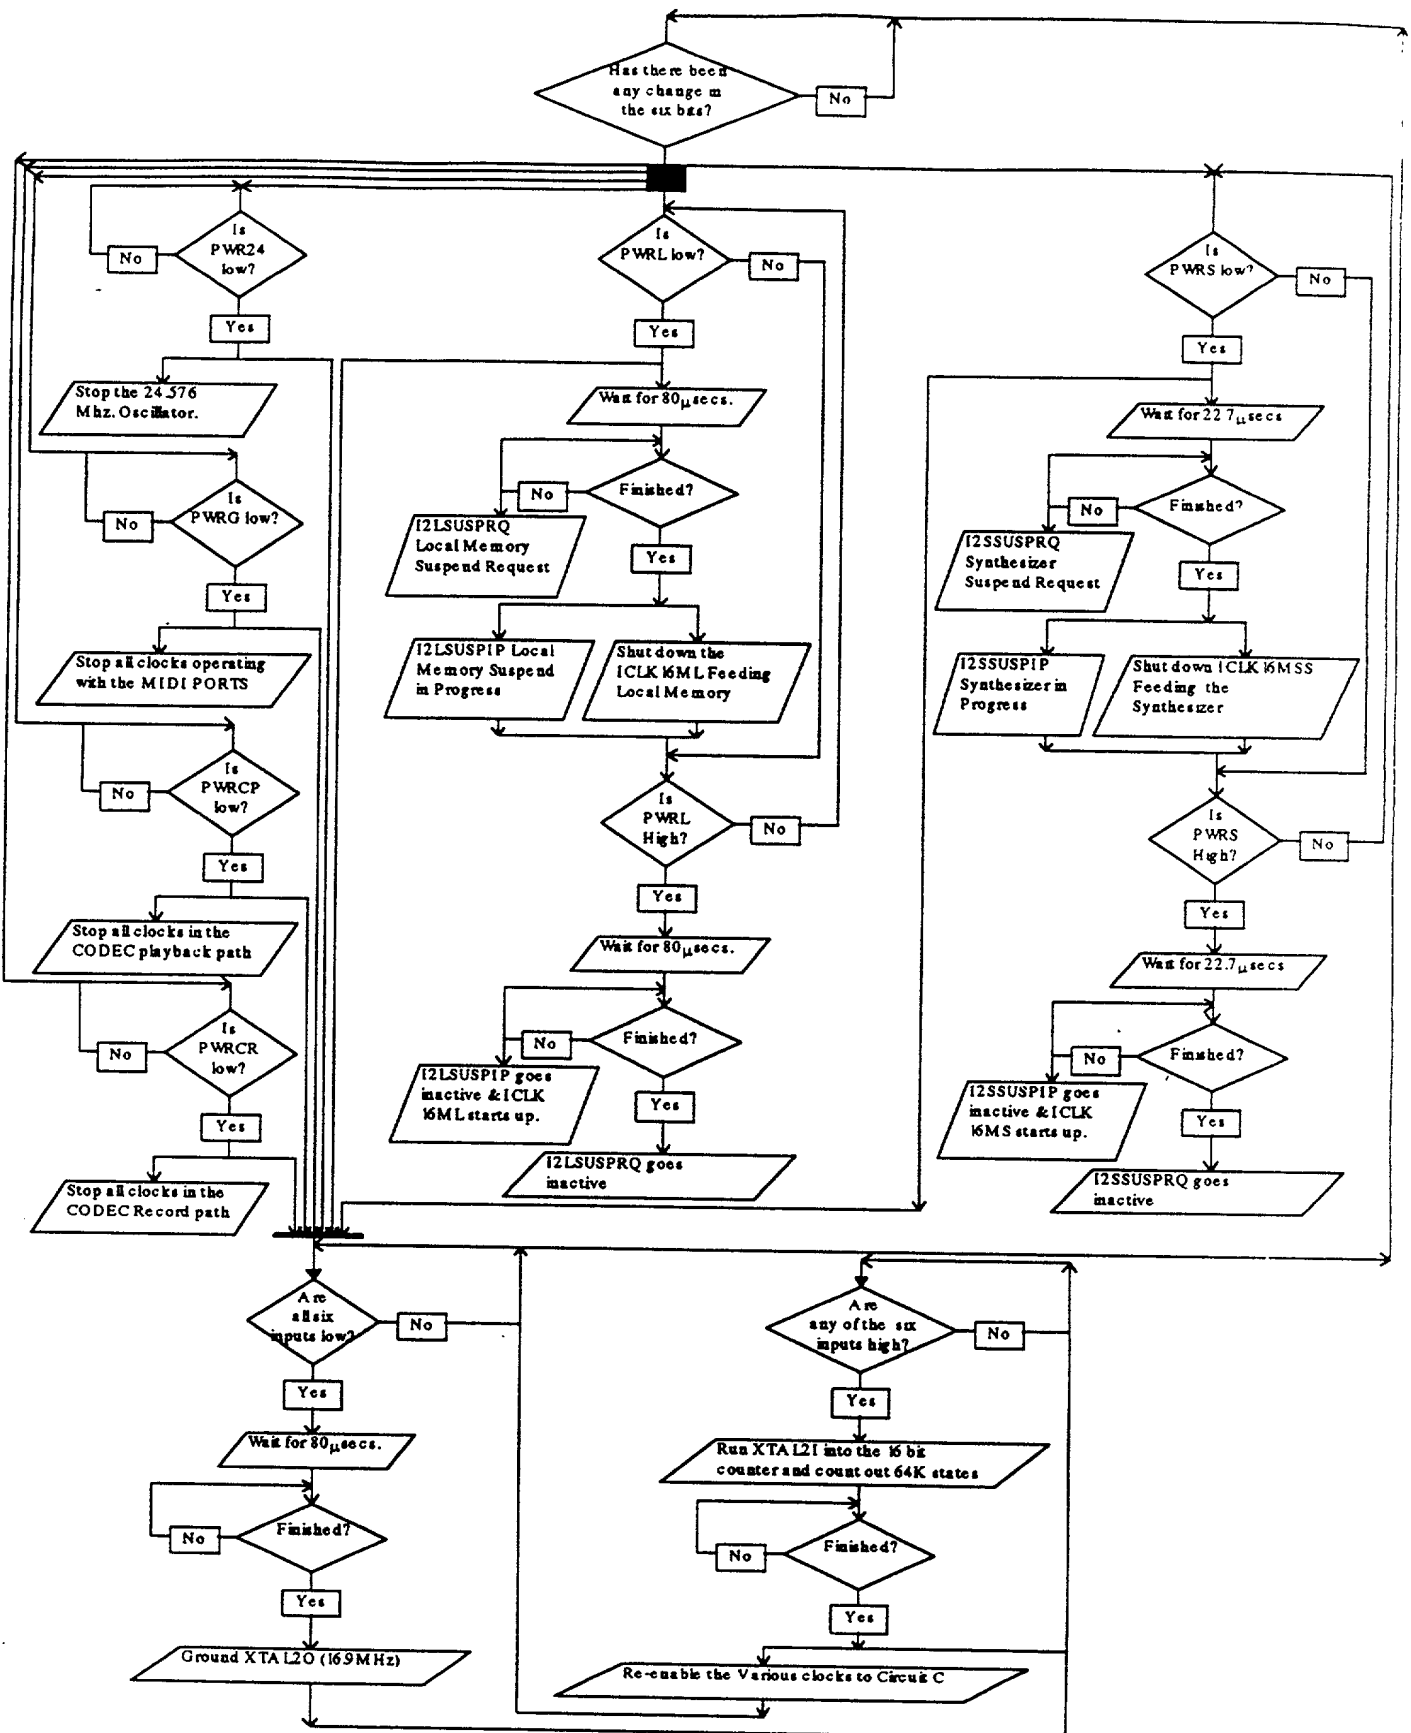 Has there been
any change in
the six bits?
No
Is
PWR24
low?
No
Yes
Stop the 24.576
Mhz. Oscillator.
Is
PWRG low?
No
Yes
Stop all clocks operating
with the MIDI PORTS
Is
PWRCP
low?
No
Yes
Stop all clocks in the
CODEC playback path
Is
PWRCR
low?
No
Yes
Stop all clocks in the
CODEC Record path
Is
PWRL low?
No
Yes
Wait for 80μsecs.
Finished?
No
I2LSUSPRQ
Local Memory
Suspend Request
Yes
I2LSUSPIP Local
Memory Suspend
in Progress
Shut down the
ICLK16ML Feeding
Local Memory
Is
PWRL
High?
No
Yes
Wait for 80μsecs.
Finished?
No
I2LSUSPIP goes
inactive & ICLK
16ML starts up.
Yes
I2LSUSPRQ goes
inactive
Is
PWRS low?
No
Yes
Wait for 22.7μsecs
Finished?
No
I2SSUSPRQ
Synthesizer
Suspend Request
Yes
I2SSUSPIP
Synthesizer in
Progress
Shut down ICLK16MSS
Feeding the
Synthesizer
Is
PWRS
High?
No
Yes
Wait for 22.7μsecs
Finished?
No
I2SSUSPIP goes
inactive & ICLK
16MS starts up.
Yes
I2SSUSPRQ goes
inactive
Are
all six
inputs low?
No
Yes
Wait for 80μsecs.
Finished?
No
Yes
Ground XTAL2O (16.9MHz)
Are
any of the six
inputs high?
No
Yes
Run XTAL2I into the 16 bit
counter and count out 64K states
Finished?
No
Yes
Re-enable the Various clocks to Circuit C